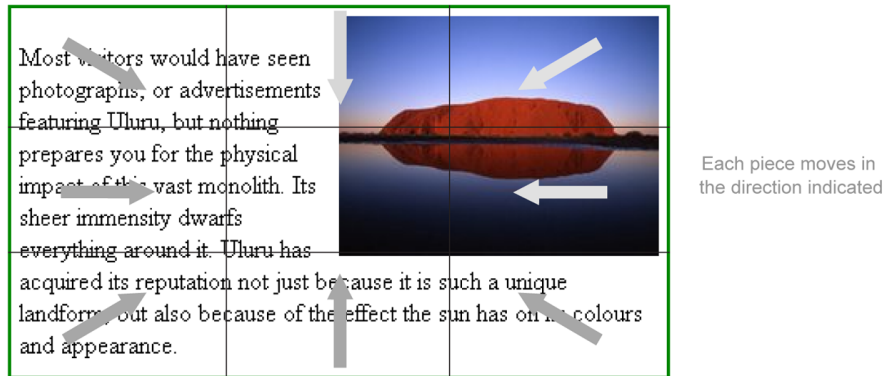 Most visitors would have seen
photographs, or advertisements
featuring Uluru, but nothing
prepares you for the physical
impact of this vast monolith. Its
sheer immensity dwarfs
everything around it. Uluru has
acquired its reputation not just because it is such a unique
landform, but also because of the effect the sun has on its colours
and appearance.
Each piece moves in
the direction indicated